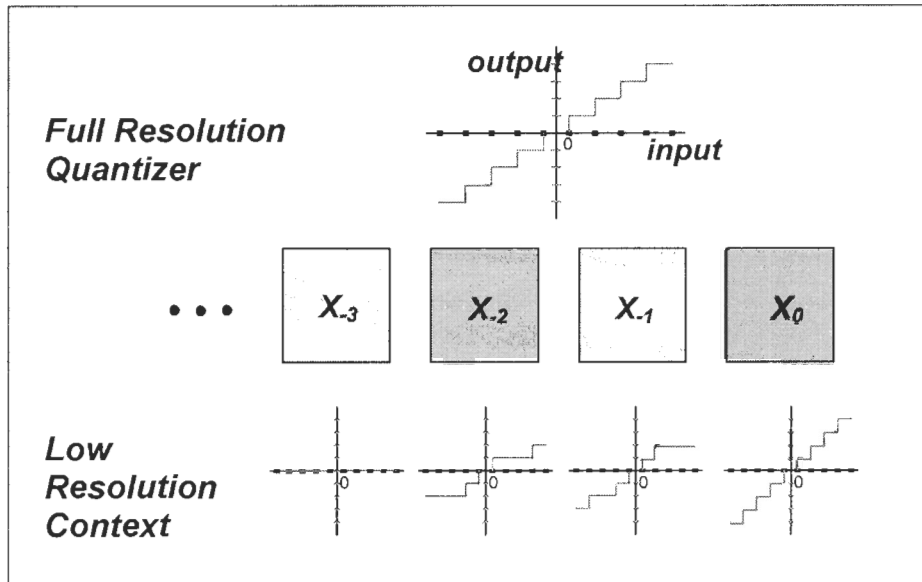 output
Full Resolution
Quantizer
0
input
X-3
X-2
X-1
X0
Low
Resolution
Context
0
0
0
0